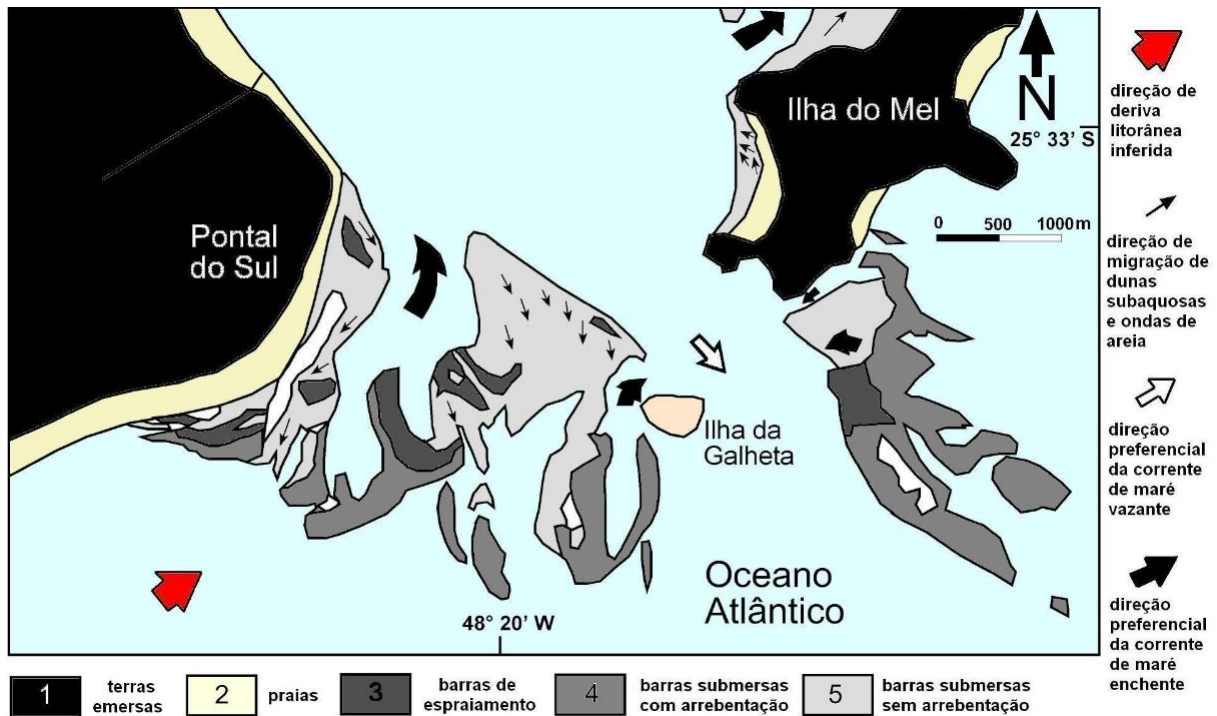 Ilha do Mel
N
25° 33' S
0 500 1000m
Pontal
do Sul
Ilha da
Galheta
Oceano
Atlântico
48° 20' W
direção de
deriva
litorânea
inferida
direção de
migração de
dunas
subaquosas
e ondas de
areia
direção
preferencial
da corrente
de maré
vazante
direção
preferencial
da corrente
de maré
enchente
1 terras
emersas
2 praias
3 barras de
espraiamento
4 barras submersas
com arrebentação
5 barras submersas
sem arrebentação